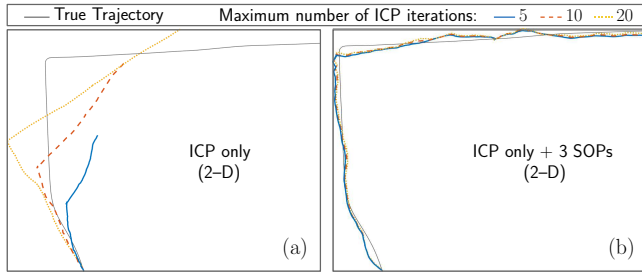 True Trajectory Maximum number of ICP iterations: 5 10 20
ICP only
(2–D)
(a)
ICP only + 3 SOPs
(2–D)
(b)